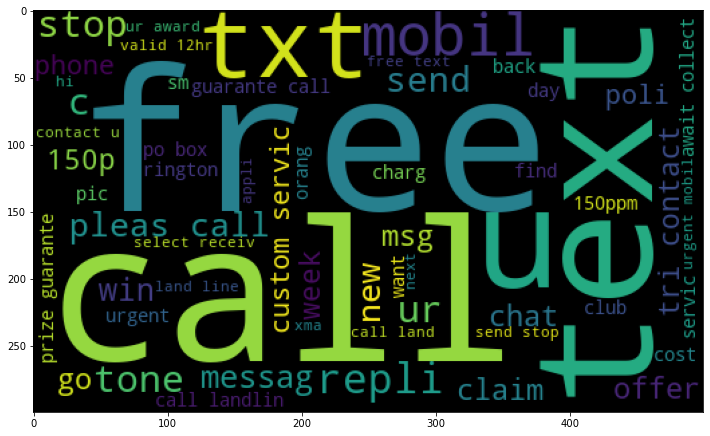 0
50
100
150
200
250
0
100
200
300
400
stop
ur award
valid 12hr
txt
mobil
free text
send
back
phone
hi
sm
guarante call
day
poli
c
contact u
free
text
150p
po box
rington
pic
appli
custom servic
orang
charg
find
150ppm
tri contact
await collect
urgent mobil
servic
pleas call
select receiv
call
u
msg
prize guarante
win
land line
urgent
week
xma
new
want
next
ur
call land
chat
send stop
club
cost
go
tone
messag
repli
claim
offer
call landlin